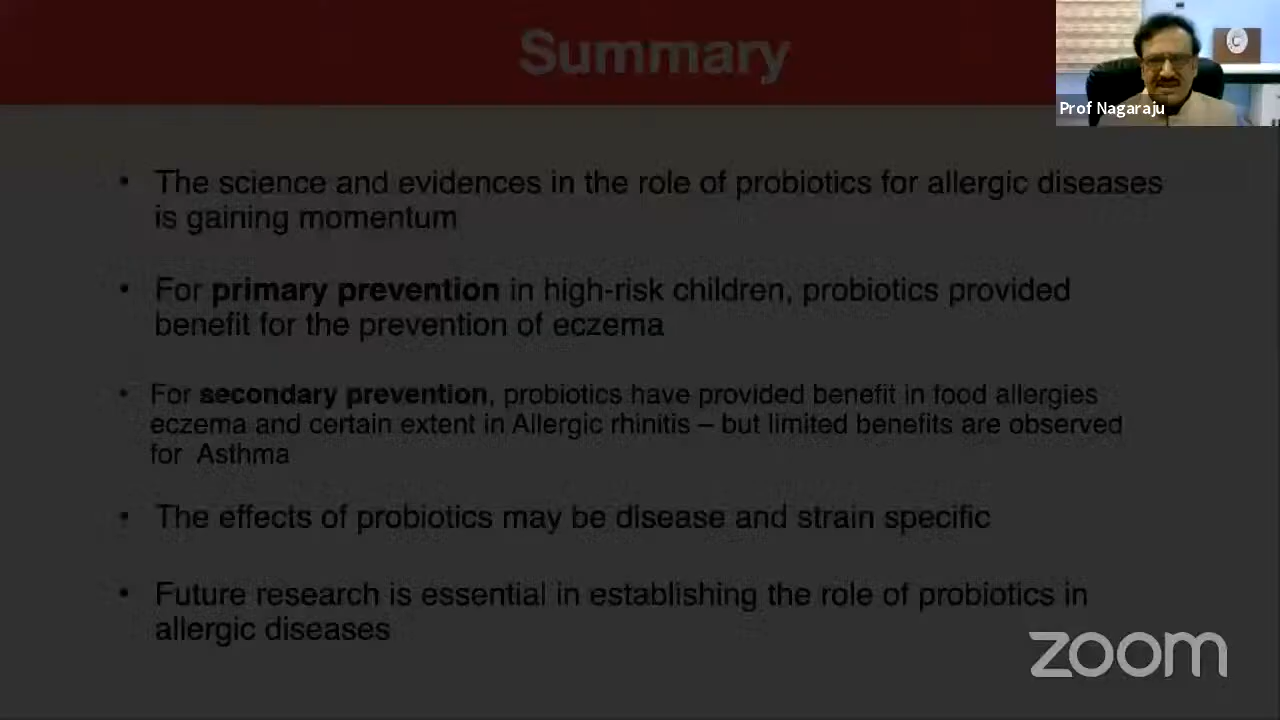 Summary
Prof Nagaraju
• The science and evidences in the role of probiotics for allergic diseases
is gaining momentum
• For primary prevention in high-risk children, probiotics provided
benefit for the prevention of eczema
• For secondary prevention, probiotics have provided benefit in food allergies
eczema and certain extent in Allergic rhinitis – but limited benefits are observed
for Asthma
• The effects of probiotics may be disease and strain specific
• Future research is essential in establishing the role of probiotics in
allergic diseases
zoom